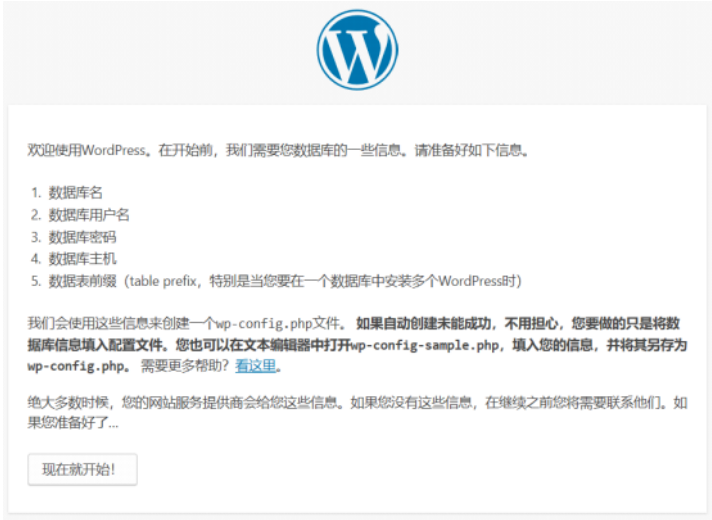 欢迎使用WordPress。在开始前，我们需要您数据库的一些信息。请准备好如下信息。
1. 数据库名
2. 数据库用户名
3. 数据库密码
4. 数据库主机
5. 数据表前缀（table prefix，特别是当您要在一个数据库中安装多个WordPress时）
我们会使用这些信息来创建一个wp-config.php文件。 如果自动创建未能成功，不用担心，您要做的只是将数
据库信息填入配置文件。您也可以在文本编辑器中打开wp-config-sample.php，填入您的信息，并将其另存为
wp-config.php。 需要更多帮助？看这里。
绝大多数时候，您的网站服务提供商会给您这些信息。如果您没有这些信息，在继续之前您将需要联系他们。如
果您准备好了...
现在就开始！